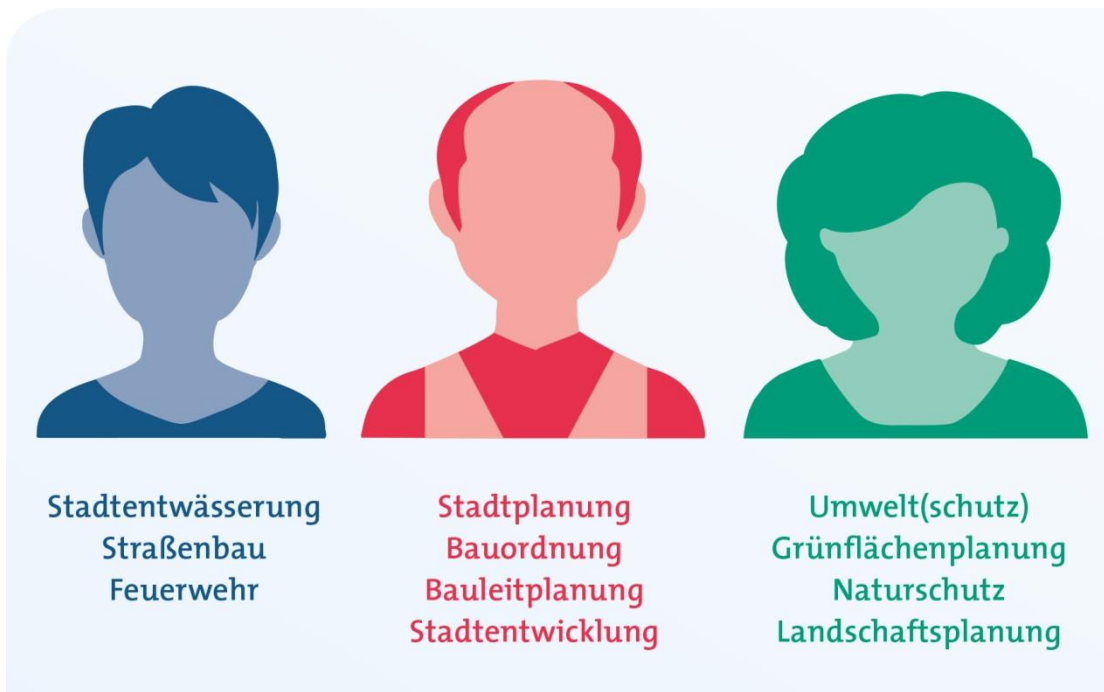 Stadtentwässerung
Straßenbau
Feuerwehr
Stadtplanung
Bauordnung
Bauleitplanung
Stadtentwicklung
Umwelt(schutz)
Grünflächenplanung
Naturschutz
Landschaftsplanung